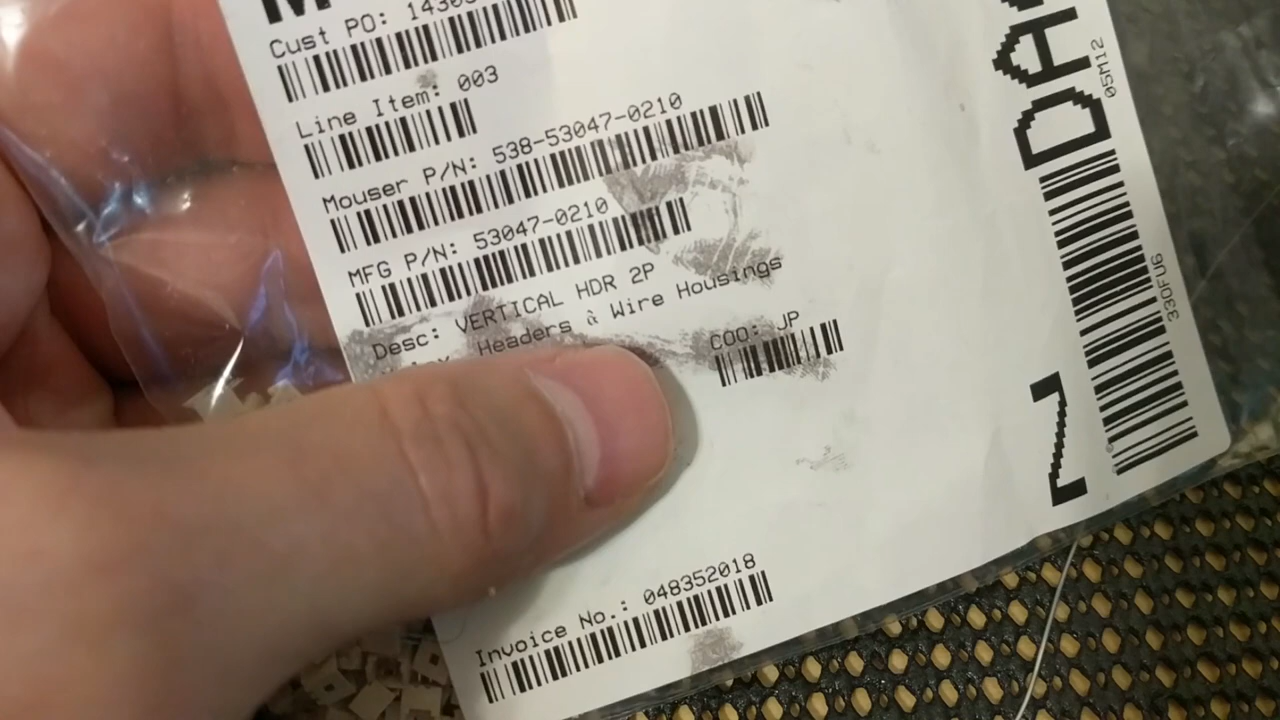 Cust PO:
Line Item: 003
Mouser P/N: 538-53047-0210
MFG P/N: 53047-0210
Desc: VERTICAL HDR 2P
Headers & Wire Housings
COO: JP
Invoice No.: 048352018
05M12
330FU6